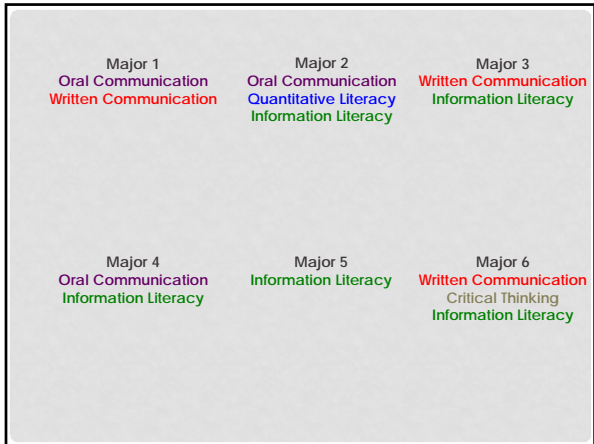 Major 1
Oral Communication
Written Communication
Major 2
Oral Communication
Quantitative Literacy
Information Literacy
Major 3
Written Communication
Information Literacy
Major 4
Oral Communication
Information Literacy
Major 5
Information Literacy
Major 6
Written Communication
Critical Thinking
Information Literacy